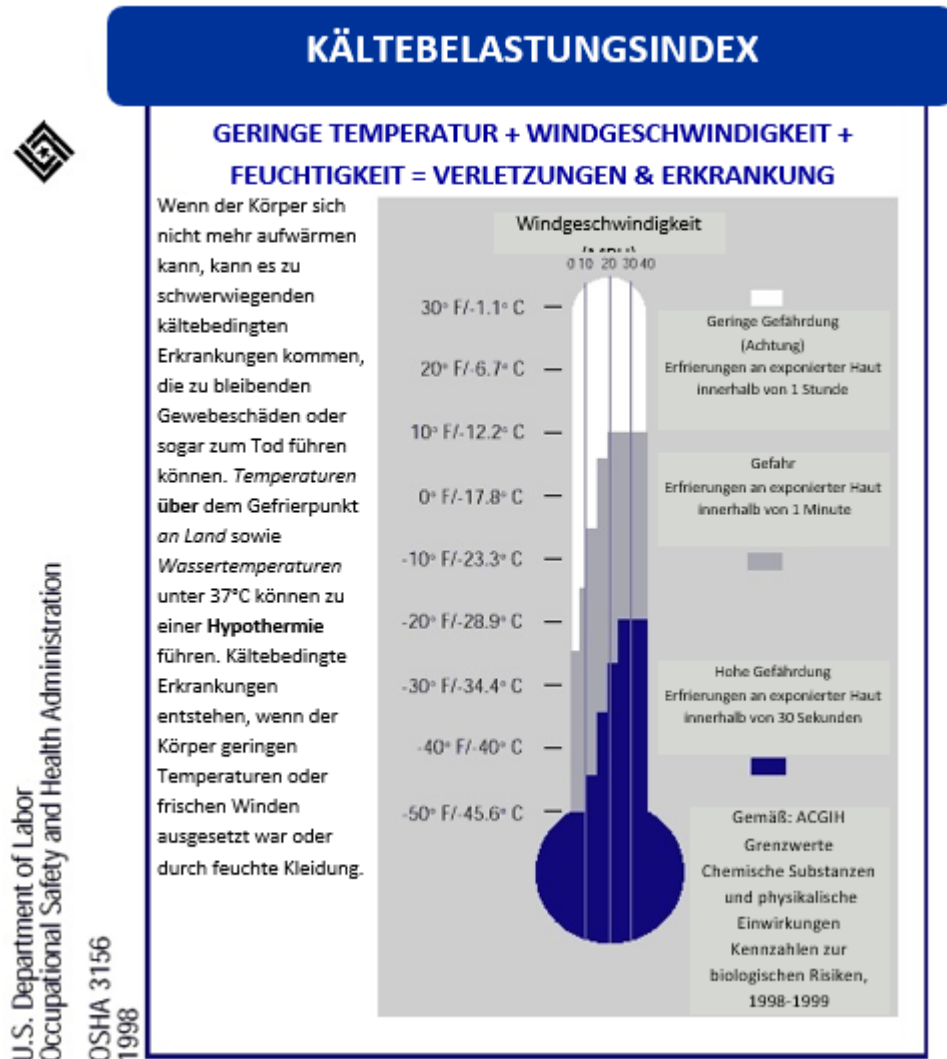 KÄLTEBELASTUNGSINDEX
GERINGE TEMPERATUR + WINDGESCHWINDIGKEIT +
FEUCHTIGKEIT = VERLETZUNGEN & ERKRANKUNG
Wenn der Körper sich
nicht mehr aufwärmen
kann, kann es zu
schwerwiegenden
kältebedingten
Erkrankungen kommen,
die zu bleibenden
Gewebeschäden oder
sogar zum Tod führen
können. Temperaturen
über dem Gefrierpunkt
an Land sowie
Wassertemperaturen
unter 37°C können zu
einer Hypothermie
führen. Kältebedingte
Erkrankungen
entstehen, wenn der
Körper geringen
Temperaturen oder
frischen Winden
ausgesetzt war oder
durch feuchte Kleidung.
Windgeschwindigkeit
0 10 20 30 40
30° F/-1.1° C
20° F/-6.7° C
10° F/-12.2° C
0° F/-17.8° C
-10° F/-23.3° C
-20° F/-28.9° C
-30° F/-34.4° C
-40° F/-40° C
-50° F/-45.6° C
Geringe Gefährdung
(Achtung)
Erfrierungen an exponierter Haut
innerhalb von 1 Stunde
Gefahr
Erfrierungen an exponierter Haut
innerhalb von 1 Minute
Hohe Gefährdung
Erfrierungen an exponierter Haut
innerhalb von 30 Sekunden
Gemäß: ACGIH
Grenzwerte
Chemische Substanzen
und physikalische
Einwirkungen
Kennzahlen zur
biologischen Risiken,
1998-1999
U.S. Department of Labor
Occupational Safety and Health Administration
OSHA 3156
1998